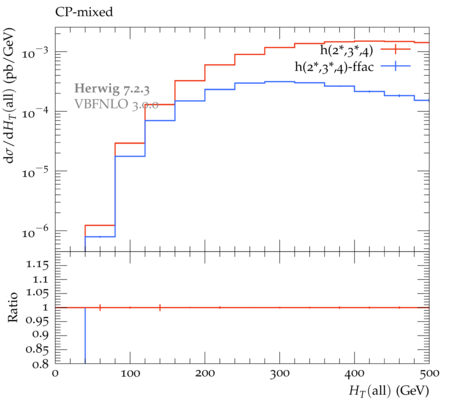 CP-mixed
dσ/dH_T(all) (pb/GeV)
10⁻³
10⁻⁴
10⁻⁵
10⁻⁶
h(2*,3*,4)
h(2*,3*,4)-ffac
Herwig 7.2.3
VBFNLO 3.0.0
Ratio
1.15
1.1
1.05
1
0.95
0.9
0.85
0.8
0 100 200 300 400 500
H_T(all) (GeV)